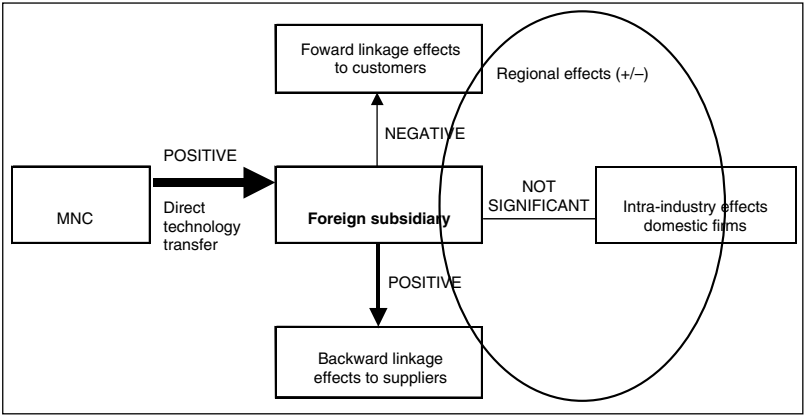 Foward linkage effects
to customers
Regional effects (+/–)
NEGATIVE
POSITIVE
MNC
Direct
technology
transfer
Foreign subsidiary
NOT
SIGNIFICANT
Intra-industry effects
domestic firms
POSITIVE
Backward linkage
effects to suppliers